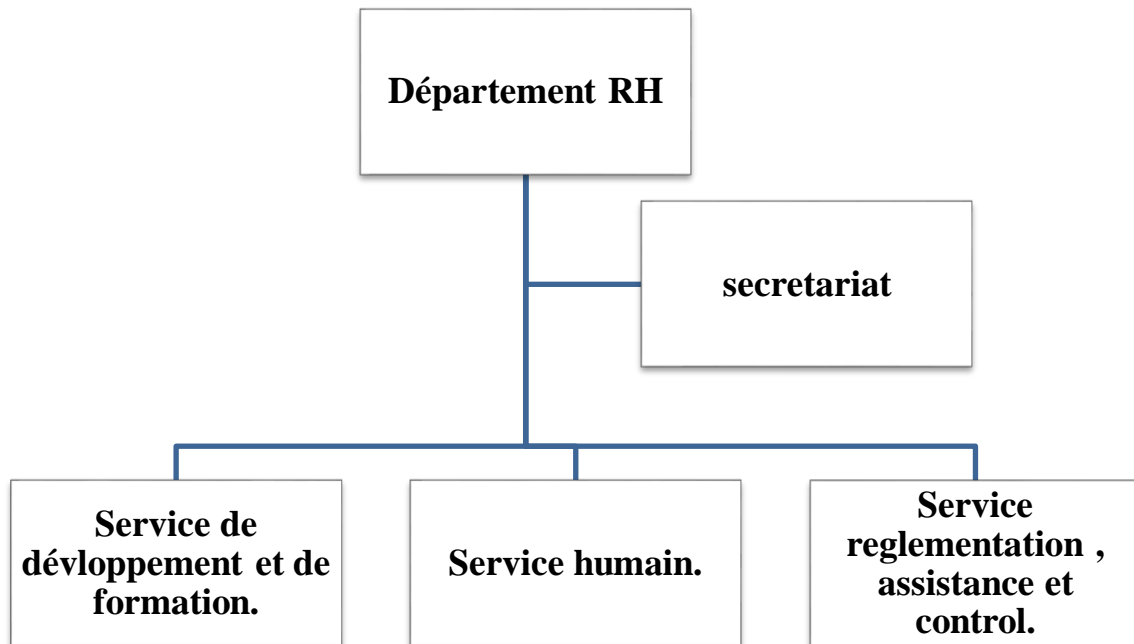 Département RH
secretariat
Service de
dévloppement et de
formation.
Service humain.
Service
reglementation ,
assistance et
control.